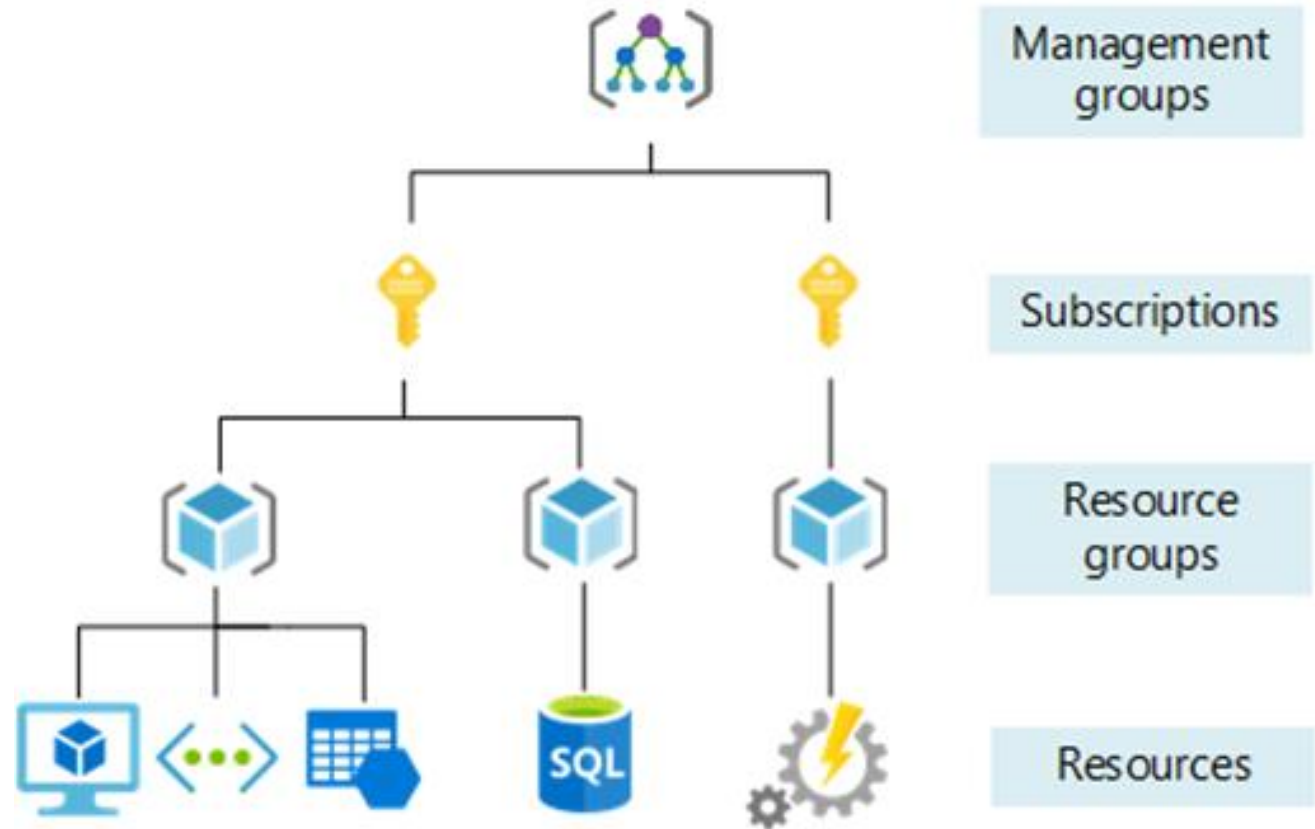 Management
groups
Subscriptions
Resource
groups
SQL
Resources